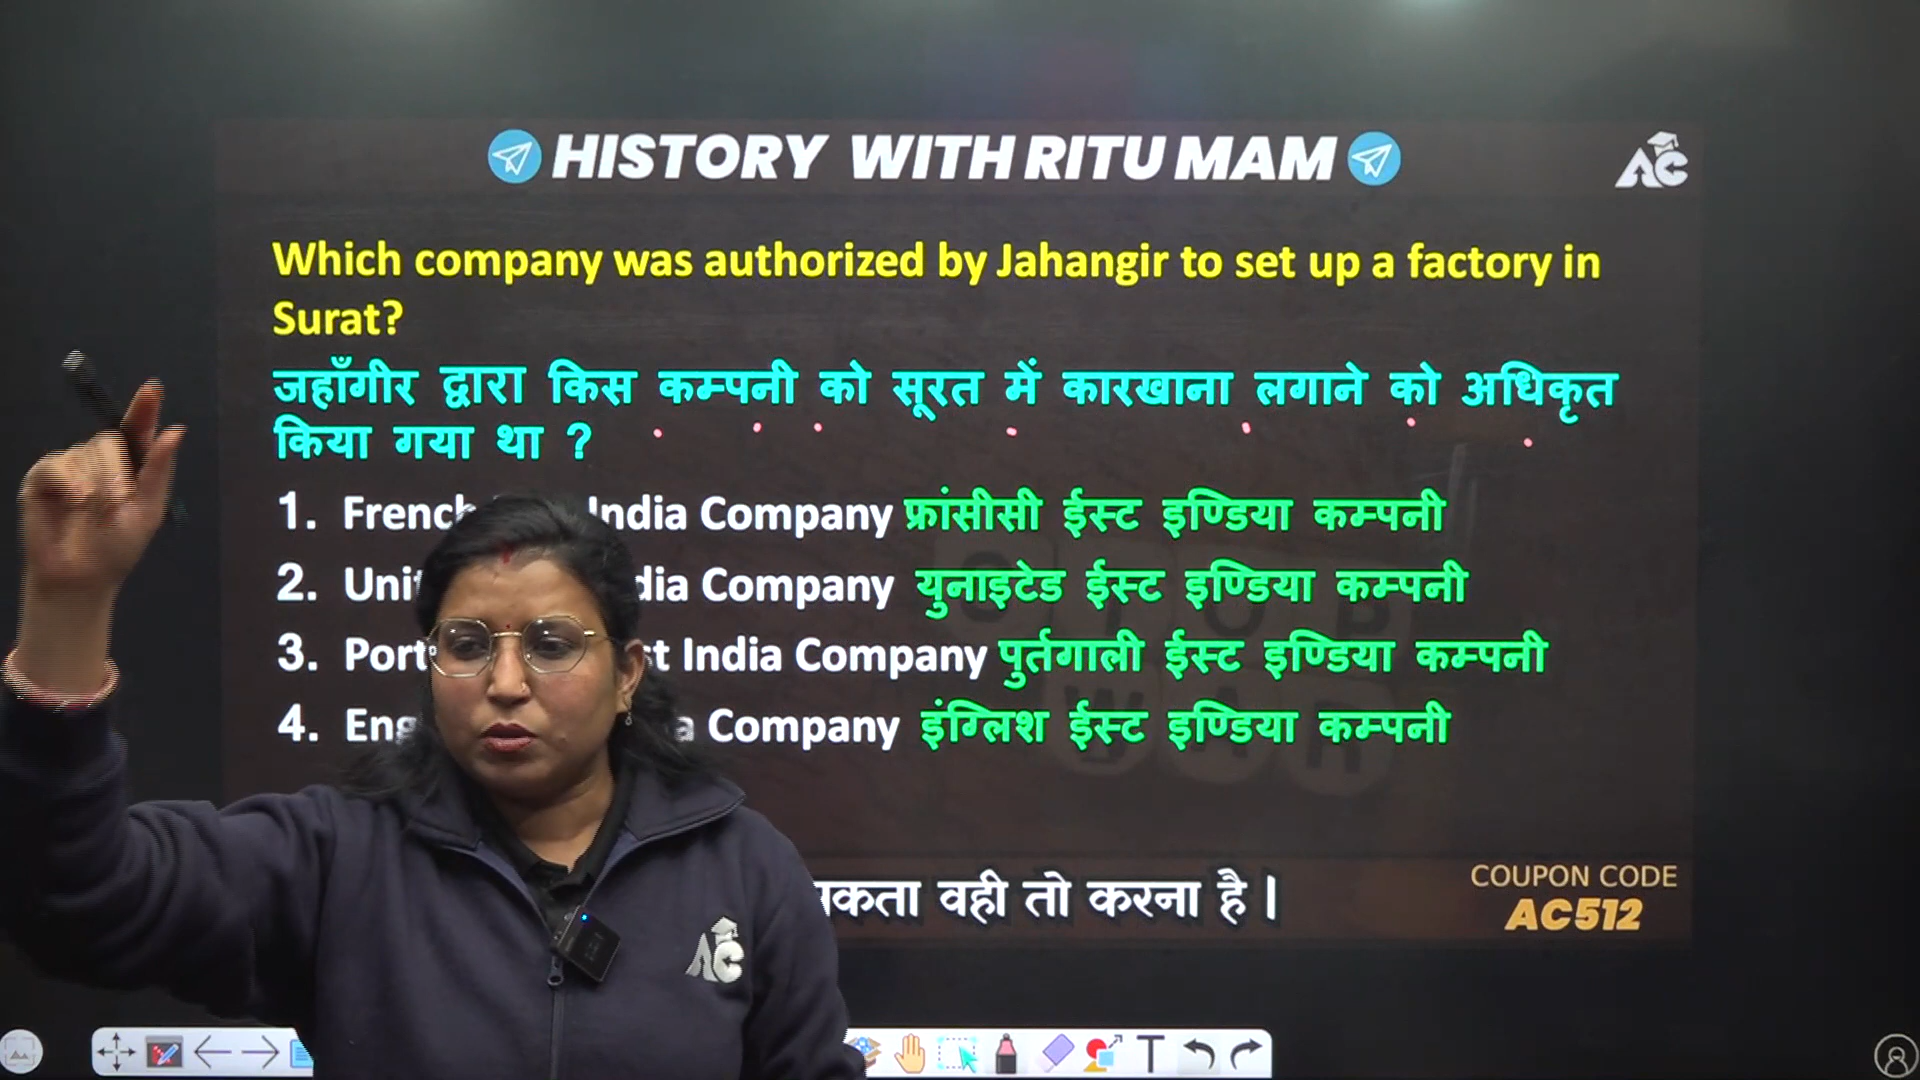 HISTORY WITH RITU MAM
AC
Which company was authorized by Jahangir to set up a factory in
Surat?
जहाँगीर द्वारा किस कम्पनी को सूरत में कारखाना लगाने को अधिकृत
किया गया था ?
1. India Company फ्रांसीसी ईस्ट इण्डिया कम्पनी
2. Company युनाइटेड ईस्ट इण्डिया कम्पनी
3. India Company पुर्तगाली ईस्ट इण्डिया कम्पनी
4. Company इंग्लिश ईस्ट इण्डिया कम्पनी
वही तो करना है।
COUPON CODE
AC512
AC